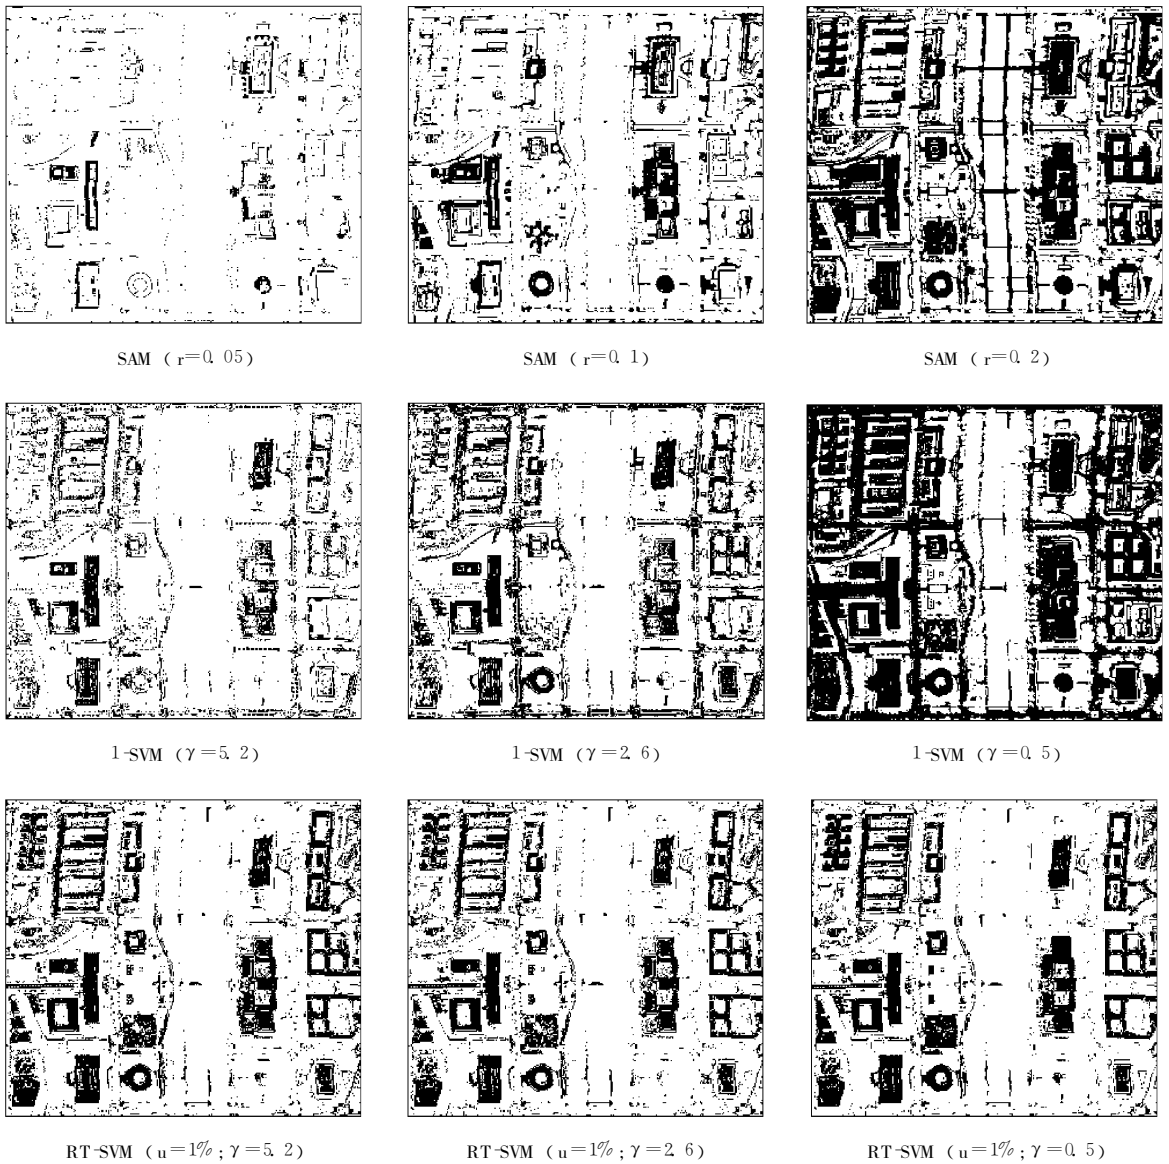 SAM (r=0.05)
SAM (r=0.1)
SAM (r=0.2)
1-SVM (γ=5.2)
1-SVM (γ=2.6)
1-SVM (γ=0.5)
RT-SVM (u=1%; γ=5.2)
RT-SVM (u=1%; γ=2.6)
RT-SVM (u=1%; γ=0.5)